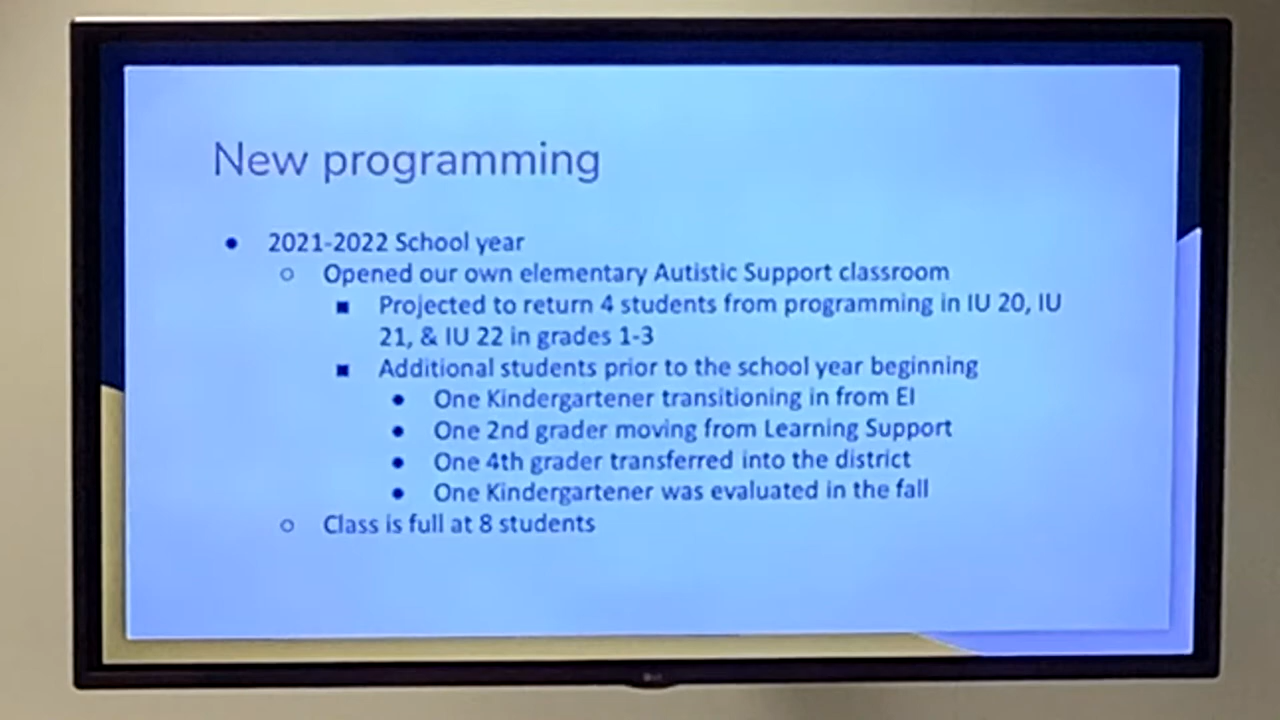 New programming
● 2021-2022 School year
○ Opened our own elementary Autistic Support classroom
■ Projected to return 4 students from programming in IU 20, IU
21, & IU 22 in grades 1-3
■ Additional students prior to the school year beginning
● One Kindergartener transitioning in from EI
● One 2nd grader moving from Learning Support
● One 4th grader transferred into the district
● One Kindergartener was evaluated in the fall
○ Class is full at 8 students